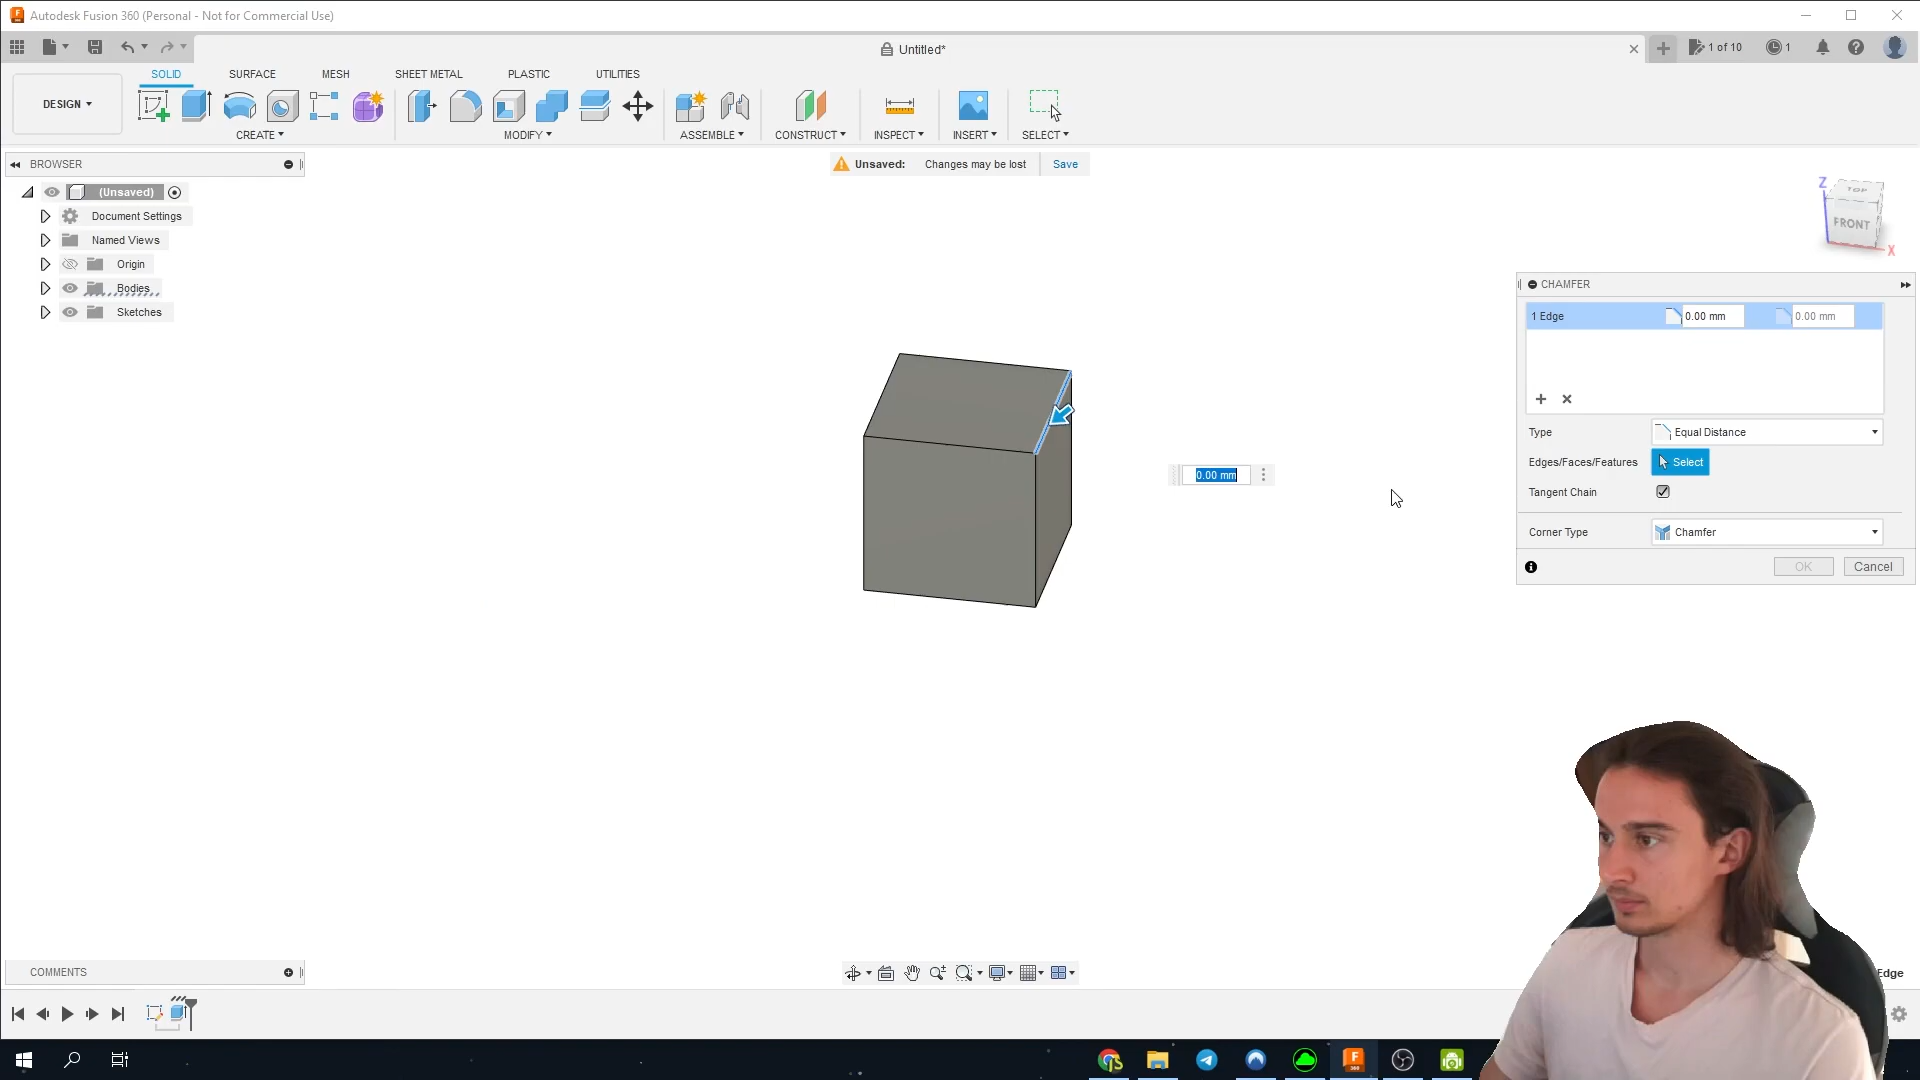 Autodesk Fusion 360 (Personal - Not for Commercial Use)
Untitled*
1 of 10
1
DESIGN
SOLID
SURFACE
MESH
SHEET METAL
PLASTIC
UTILITIES
CREATE
MODIFY
ASSEMBLE
CONSTRUCT
INSPECT
INSERT
SELECT
BROWSER
Unsaved: Changes may be lost
Save
(Unsaved)
Document Settings
Named Views
Origin
Bodies
Sketches
Z
TOP
FRONT
X
CHAMFER
1 Edge
0.00 mm
0.00 mm
Type
Equal Distance
Edges/Faces/Features
Select
Tangent Chain
Corner Type
Chamfer
OK
Cancel
0.00 mm
COMMENTS
Edge
F
360